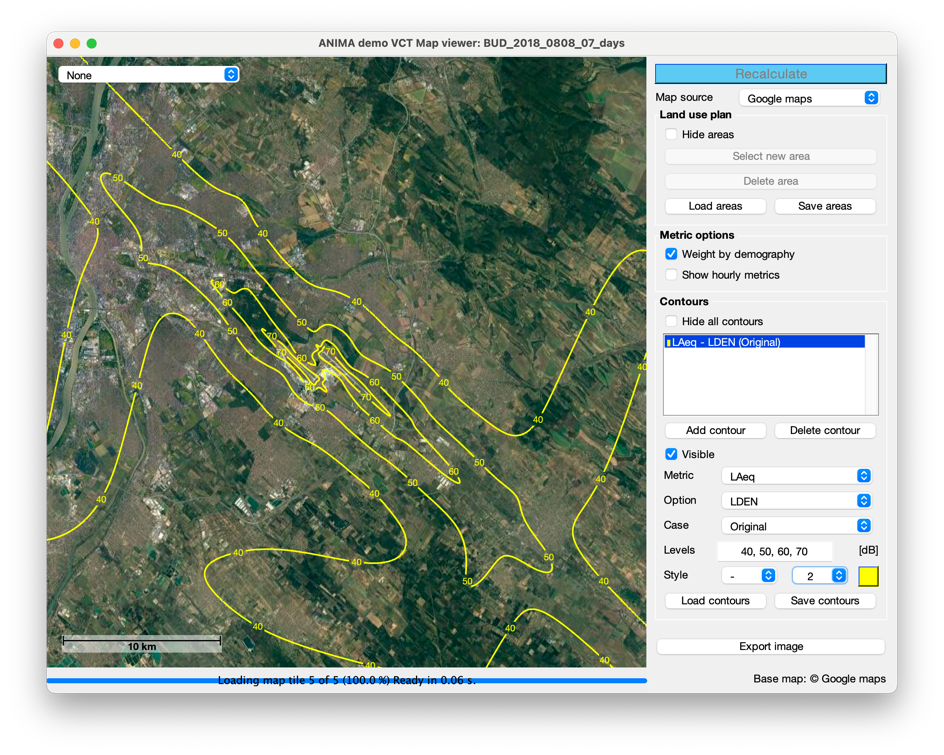 ANIMA demo VCT Map viewer: BUD_2018_0808_07_days
None
Recalculate
Map source Google maps
Land use plan
Hide areas
Select new area
Delete area
Load areas Save areas
Metric options
Weight by demography
Show hourly metrics
Contours
Hide all contours
LAeq - LDEN (Original)
Add contour Delete contour
Visible
Metric LAeq
Option LDEN
Case Original
Levels 40, 50, 60, 70 [dB]
Style - 2
Load contours Save contours
Export image
Base map: © Google maps
40
50
40
50
40
50
60
60
40
50
40
50
40
40
70
70
60
70
40
40
60
50
40
60
70
50
60
40
40
60
50
50
40
40
40
40
40
50
50
40
40
40
40
10 km
Loading map tile 5 of 5 (100.0 %) Ready in 0.06 s.